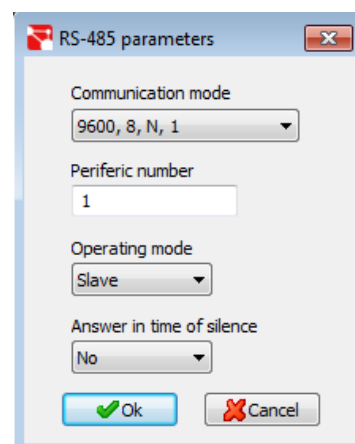 RS-485 parameters
Communication mode
9600, 8, N, 1
Periferic number
1
Operating mode
Slave
Answer in time of silence
No
Ok
Cancel